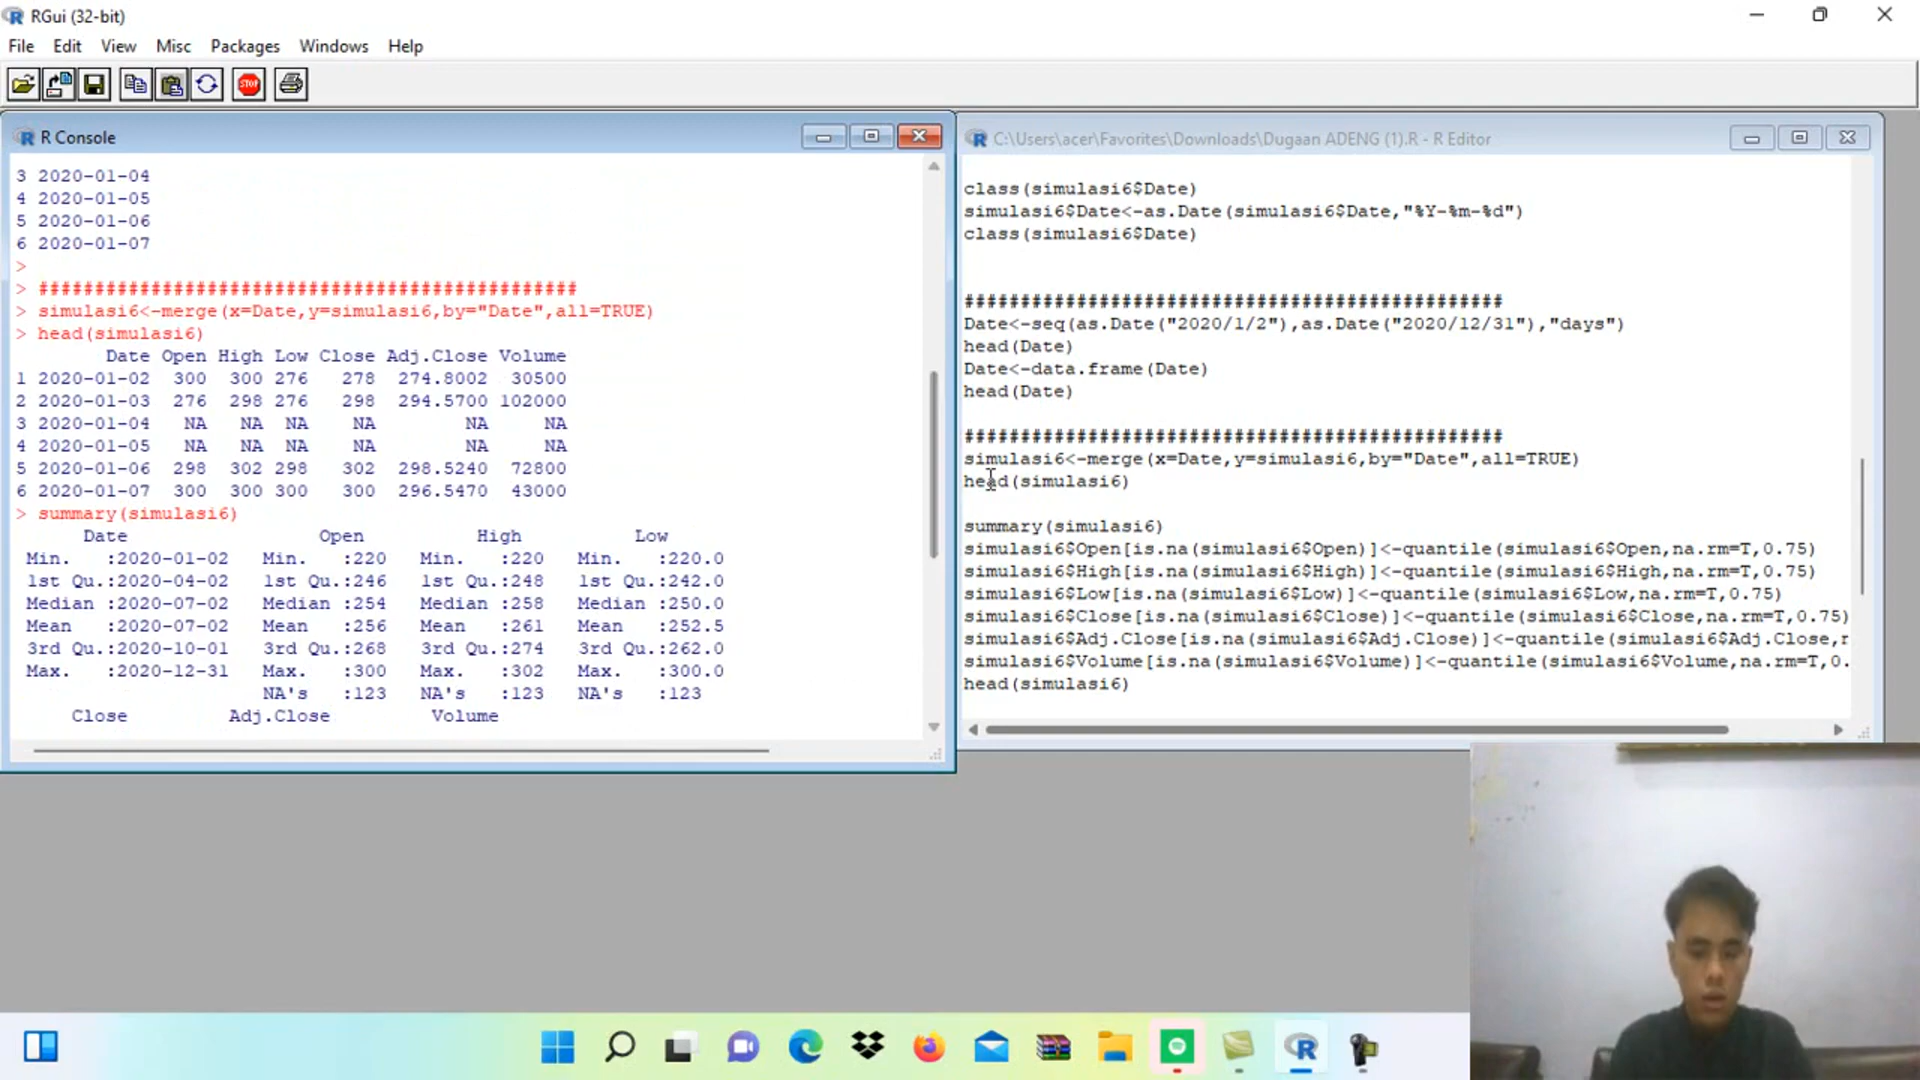 RGui (32-bit)
File Edit View Misc Packages Windows Help
STOP
R Console
3 2020-01-04
4 2020-01-05
5 2020-01-06
6 2020-01-07
>
> ################################################
> simulasi6<-merge(x=Date,y=simulasi6,by="Date",all=TRUE)
> head(simulasi6)
Date Open High Low Close Adj.Close Volume
1 2020-01-02 300 300 276 278 274.8002 30500
2 2020-01-03 276 298 276 298 294.5700 102000
3 2020-01-04 NA NA NA NA NA NA
4 2020-01-05 NA NA NA NA NA NA
5 2020-01-06 298 302 298 302 298.5240 72800
6 2020-01-07 300 300 300 300 296.5470 43000
> summary(simulasi6)
Date Open High Low
Min. :2020-01-02 Min. :220 Min. :220 Min. :220.0
1st Qu.:2020-04-02 1st Qu.:246 1st Qu.:248 1st Qu.:242.0
Median :2020-07-02 Median :254 Median :258 Median :250.0
Mean :2020-07-02 Mean :256 Mean :261 Mean :252.5
3rd Qu.:2020-10-01 3rd Qu.:268 3rd Qu.:274 3rd Qu.:262.0
Max. :2020-12-31 Max. :300 Max. :302 Max. :300.0
NA's :123 NA's :123 NA's :123
Close Adj.Close Volume
C:\Users\acer\Favorites\Downloads\Dugaan ADENG (1).R - R Editor
class(simulasi6$Date)
simulasi6$Date<-as.Date(simulasi6$Date,"%Y-%m-%d")
class(simulasi6$Date)
################################################
Date<-seq(as.Date("2020/1/2"),as.Date("2020/12/31"),"days")
head(Date)
Date<-data.frame(Date)
head(Date)
################################################
simulasi6<-merge(x=Date,y=simulasi6,by="Date",all=TRUE)
head(simulasi6)
summary(simulasi6)
simulasi6$Open[is.na(simulasi6$Open)]<-quantile(simulasi6$Open,na.rm=T,0.75)
simulasi6$High[is.na(simulasi6$High)]<-quantile(simulasi6$High,na.rm=T,0.75)
simulasi6$Low[is.na(simulasi6$Low)]<-quantile(simulasi6$Low,na.rm=T,0.75)
simulasi6$Close[is.na(simulasi6$Close)]<-quantile(simulasi6$Close,na.rm=T,0.75)
simulasi6$Adj.Close[is.na(simulasi6$Adj.Close)]<-quantile(simulasi6$Adj.Close,r
simulasi6$Volume[is.na(simulasi6$Volume)]<-quantile(simulasi6$Volume,na.rm=T,0.
head(simulasi6)